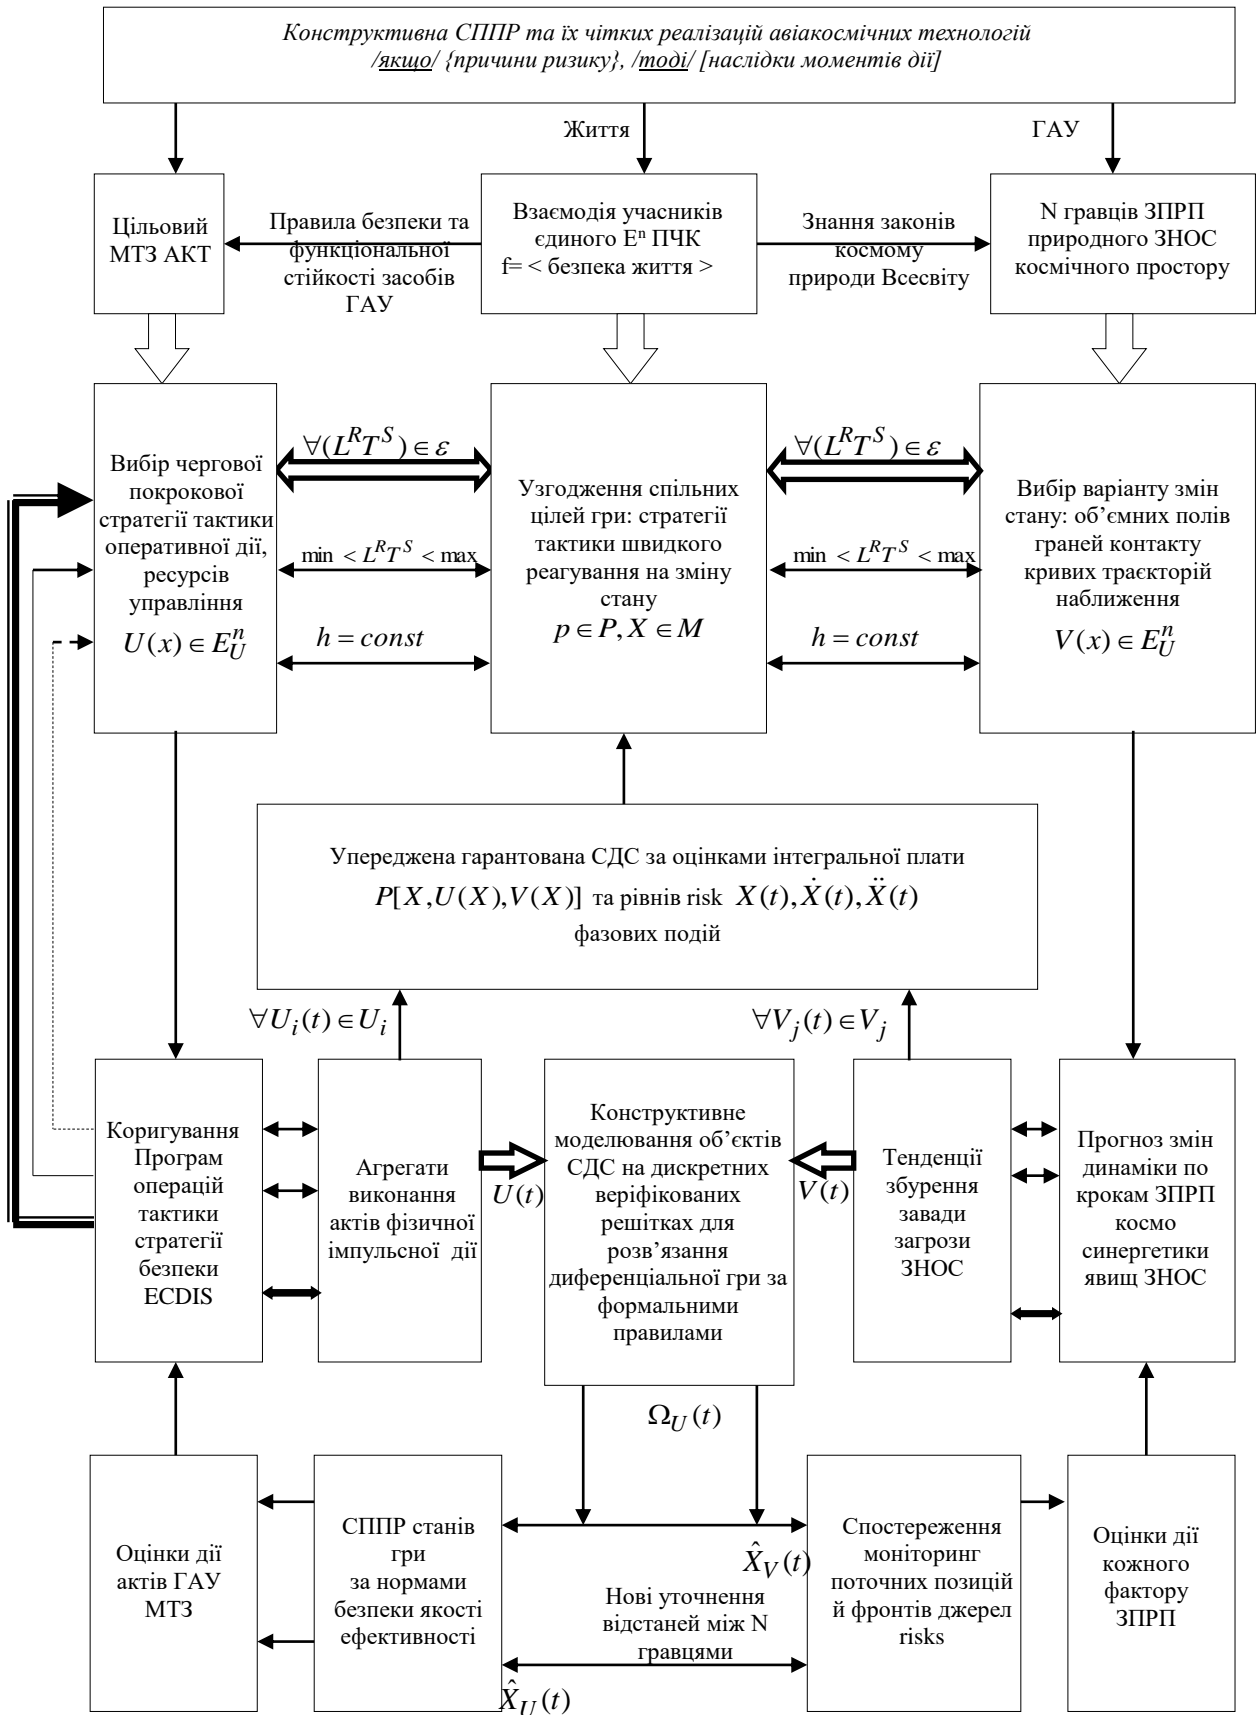 Конструктивна СППР та їх чітких реалізацій авіакосмічних технологій
/якщо/ {причини ризику}, /тоді/ [наслідки моментів дії]
Життя
ГАУ
Цільовий
МТЗ АКТ
Правила безпеки та
функціональної
стійкості засобів
ГАУ
Взаємодія учасників
єдиного Eⁿ ПЧК
f= < безпека життя >
Знання законів
космому
природи Всесвіту
N гравців ЗПРП
природного ЗНОС
космічного простору
Вибір чергової
покрокової
стратегії тактики
оперативної дії,
ресурсів
управління
U(x) ∈ E_U^n
∀(L^R T^S) ∈ ε
min < L^R T^S < max
h = const
Узгодження спільних
цілей гри: стратегії
тактики швидкого
реагування на зміну
стану
p ∈ P, X ∈ M
∀(L^R T^S) ∈ ε
min < L^R T^S < max
h = const
Вибір варіанту змін
стану: об’ємних полів
граней контакту
кривих траєкторій
наближення
V(x) ∈ E_U^n
Упереджена гарантована СДС за оцінками інтегральної плати
P[X,U(X),V(X)] та рівнів risk X(t),Ẋ(t),Ẍ(t)
фазових подій
∀U_i(t) ∈ U_i
∀V_j(t) ∈ V_j
Коригування
Програм
операцій
тактики
стратегії
безпеки
ECDIS
Агрегати
виконання
актів фізичної
імпульсної дії
U(t)
Конструктивне
моделювання об’єктів
СДС на дискретних
веріфікованих
решітках для
розв’язання
диференціальної гри за
формальними
правилами
V(t)
Тенденції
збурення
завади
загрози
ЗНОС
Прогноз змін
динаміки по
крокам ЗПРП
космо
синергетики
явищ ЗНОС
Ω_U(t)
Оцінки дії
актів ГАУ
МТЗ
СППР станів
гри
за нормами
безпеки якості
ефективності
X̂_V(t)
Нові уточнення
відстаней між N
гравцями
X̂_U(t)
Спостереження
моніторинг
поточних позицій
й фронтів джерел
risks
Оцінки дії
кожного
фактору
ЗПРП